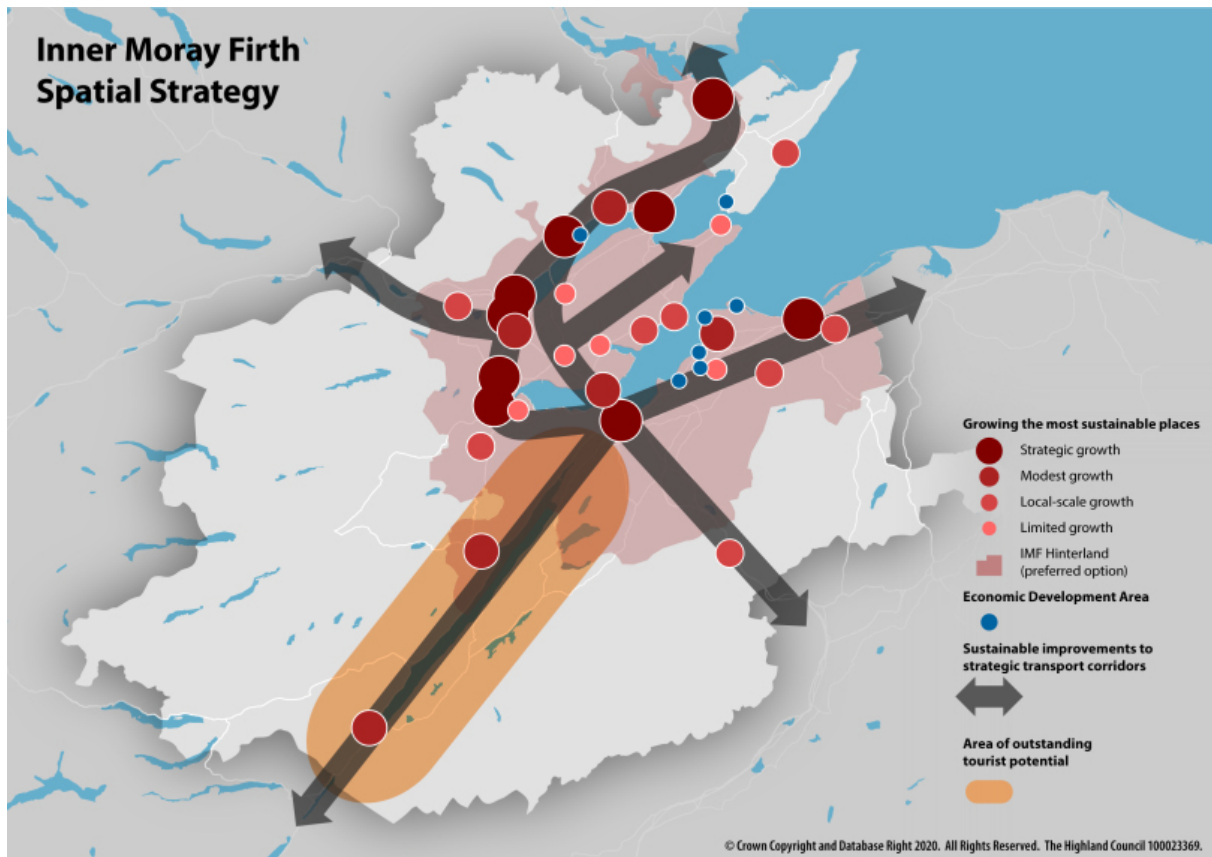 Inner Moray Firth
Spatial Strategy
Growing the most sustainable places
Strategic growth
Modest growth
Local-scale growth
Limited growth
IMF Hinterland
(preferred option)
Economic Development Area
Sustainable improvements to
strategic transport corridors
Area of outstanding
tourist potential
© Crown Copyright and Database Right 2020. All Rights Reserved. The Highland Council 100023369.